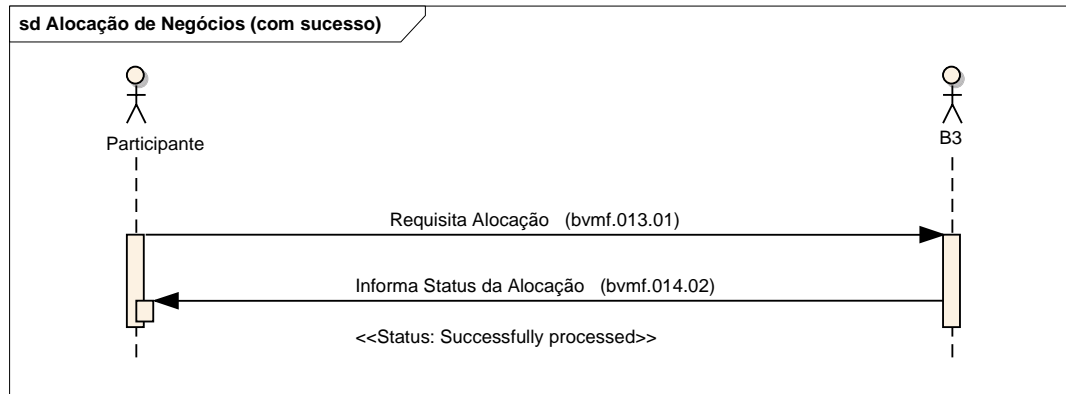 sd Alocação de Negócios (com sucesso)
Participante
B3
Requisita Alocação (bvmf.013.01)
Informa Status da Alocação (bvmf.014.02)
<<Status: Successfully processed>>